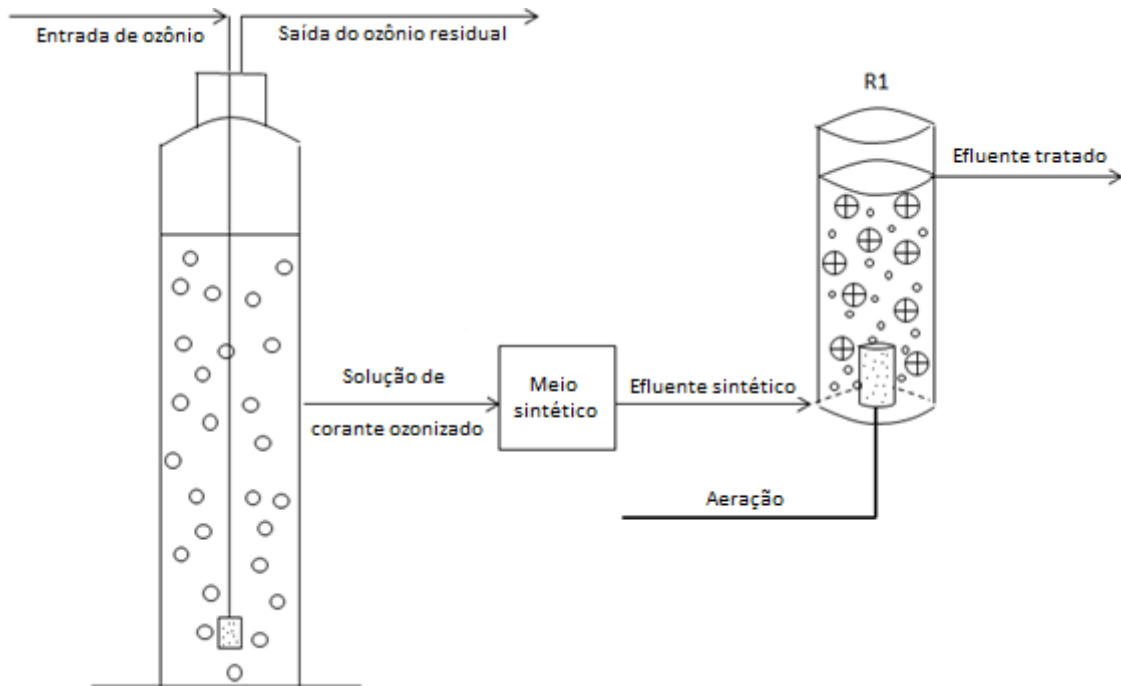 Entrada de ozônio
Saída do ozônio residual
R1
Efluente tratado
Solução de
corante ozonizado
Meio
sintético
Efluente sintético
Aeração